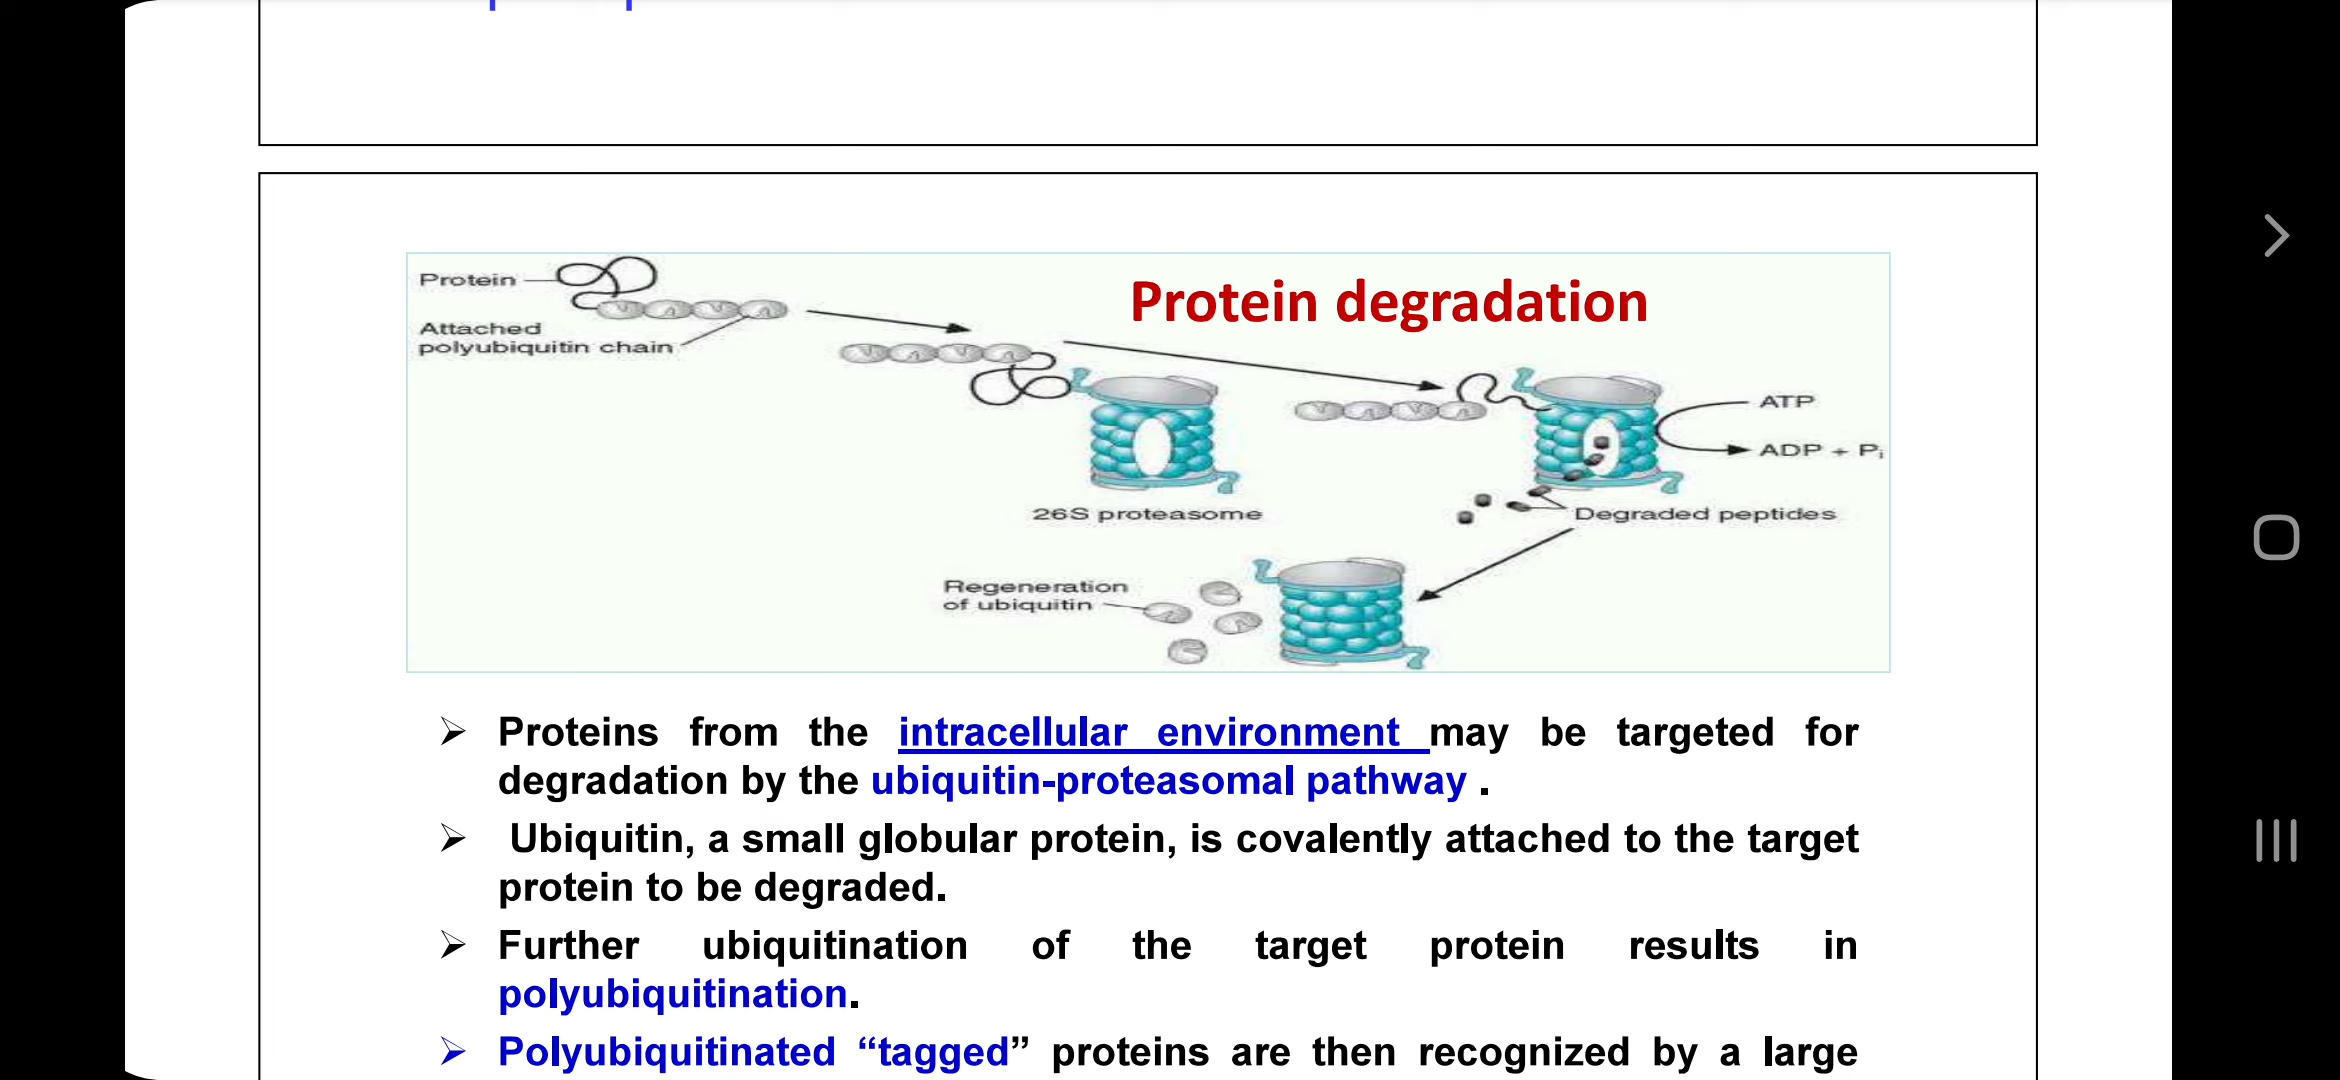 Protein degradation
Protein
Attached
polyubiquitin chain
ATP
ADP + Pi
26S proteasome
Degraded peptides
Regeneration
of ubiquitin
➢ Proteins from the intracellular environment may be targeted for
degradation by the ubiquitin-proteasomal pathway .
➢ Ubiquitin, a small globular protein, is covalently attached to the target
protein to be degraded.
➢ Further ubiquitination of the target protein results in
polyubiquitination.
➢ Polyubiquitinated “tagged” proteins are then recognized by a large